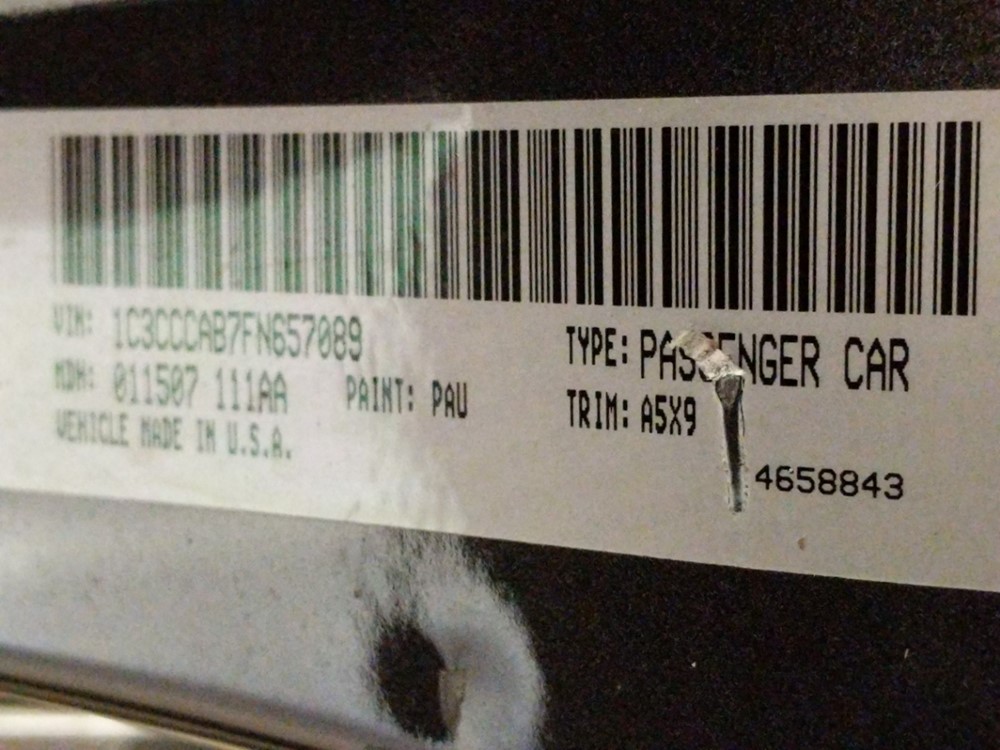 VIN: 1C3CCCAB7FN657089
TYPE: PASSENGER CAR
MDH: 011507 111AA
PAINT: PAU
TRIM: A5X9
VEHICLE MADE IN U.S.A.
4658843